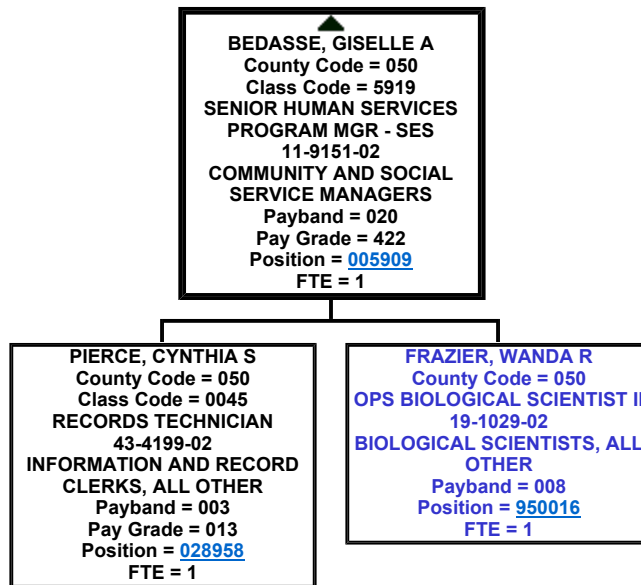 BEDASSE, GISELLE A
County Code = 050
Class Code = 5919
SENIOR HUMAN SERVICES
PROGRAM MGR - SES
11-9151-02
COMMUNITY AND SOCIAL
SERVICE MANAGERS
Payband = 020
Pay Grade = 422
Position = 005909
FTE = 1
PIERCE, CYNTHIA S
County Code = 050
Class Code = 0045
RECORDS TECHNICIAN
43-4199-02
INFORMATION AND RECORD
CLERKS, ALL OTHER
Payband = 003
Pay Grade = 013
Position = 028958
FTE = 1
FRAZIER, WANDA R
County Code = 050
OPS BIOLOGICAL SCIENTIST
19-1029-02
BIOLOGICAL SCIENTISTS, ALL
OTHER
Payband = 008
Position = 950016
FTE = 1